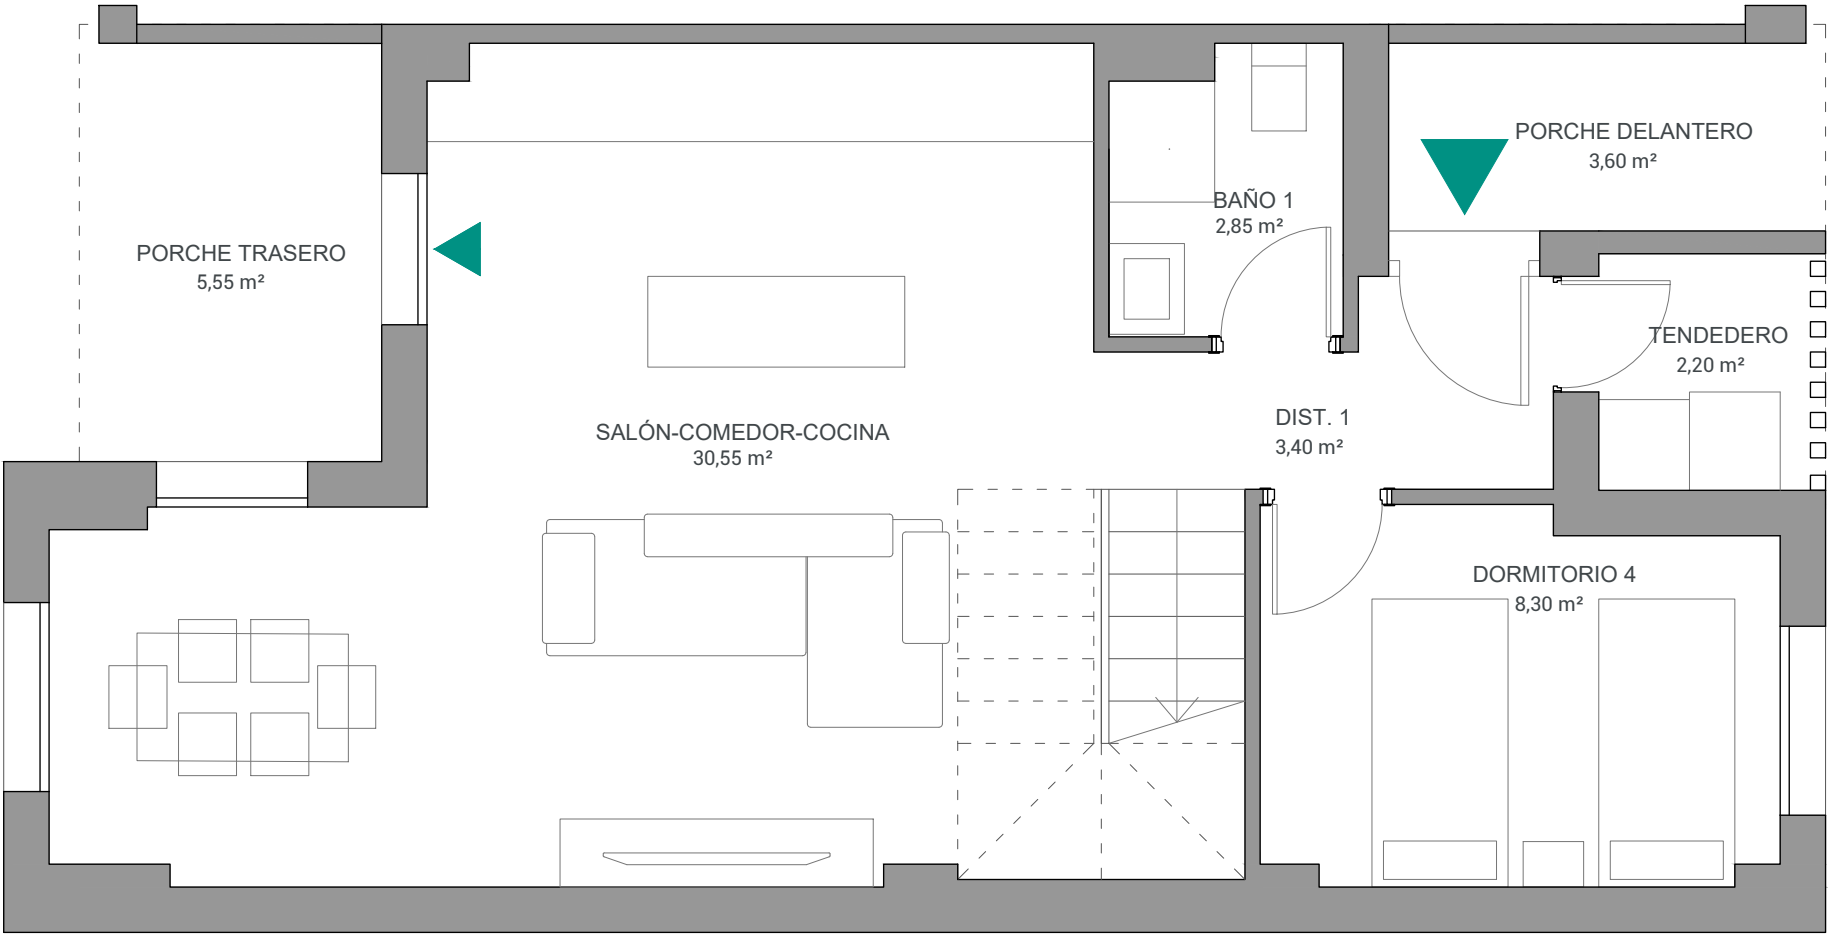 PORCHE DELANTERO
3,60 m²
BAÑO 1
2,85 m²
PORCHE TRASERO
5,55 m²
TENDEDERO
2,20 m²
SALÓN-COMEDOR-COCINA
30,55 m²
DIST. 1
3,40 m²
DORMITORIO 4
8,30 m²